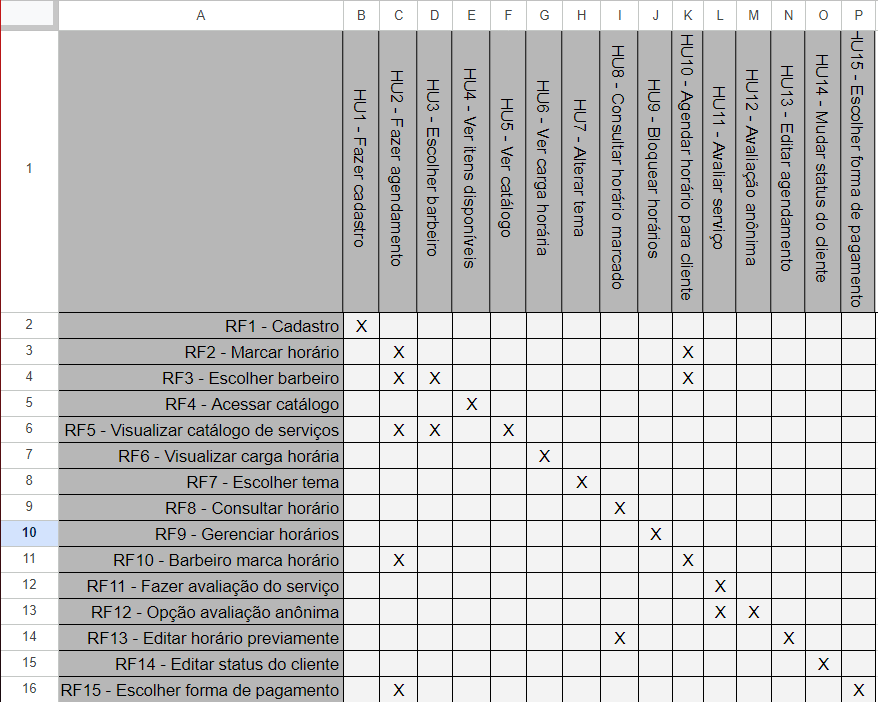 A B C D E F G H I J K L M N O P
1 HU1 - Fazer cadastro
HU2 - Fazer agendamento
HU3 - Escolher barbeiro
HU4 - Ver itens disponíveis
HU5 - Ver catálogo
HU6 - Ver carga horária
HU7 - Alterar tema
HU8 - Consultar horário marcado
HU9 - Bloquear horários
HU10 - Agendar horário para cliente
HU11 - Avaliar serviço
HU12 - Avaliação anônima
HU13 - Editar agendamento
HU14 - Mudar status do cliente
HU15 - Escolher forma de pagamento
2 RF1 - Cadastro X
3 RF2 - Marcar horário X X
4 RF3 - Escolher barbeiro X X X
5 RF4 - Acessar catálogo X
6 RF5 - Visualizar catálogo de serviços X X X
7 RF6 - Visualizar carga horária X
8 RF7 - Escolher tema X
9 RF8 - Consultar horário X
10 RF9 - Gerenciar horários X
11 RF10 - Barbeiro marca horário X X
12 RF11 - Fazer avaliação do serviço X
13 RF12 - Opção avaliação anônima X X
14 RF13 - Editar horário previamente X X
15 RF14 - Editar status do cliente X
16 RF15 - Escolher forma de pagamento X X